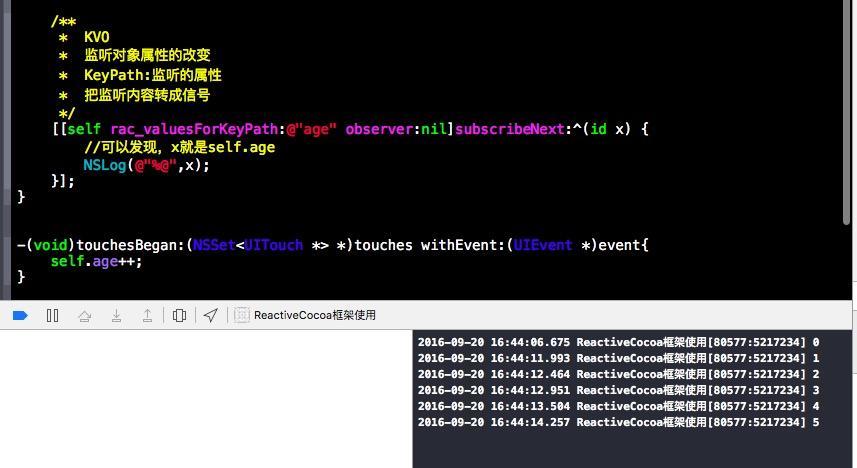 /**
* KVO
* 监听对象属性的改变
* KeyPath:监听的属性
* 把监听内容转成信号
*/
[[self rac_valuesForKeyPath:@"age" observer:nil]subscribeNext:^(id x) {
//可以发现，x就是self.age
NSLog(@"%@",x);
}];
}
-(void)touchesBegan:(NSSet<UITouch *> *)touches withEvent:(UIEvent *)event{
self.age++;
}
ReactiveCocoa框架使用
2016-09-20 16:44:06.675 ReactiveCocoa框架使用[80577:5217234] 0
2016-09-20 16:44:11.993 ReactiveCocoa框架使用[80577:5217234] 1
2016-09-20 16:44:12.464 ReactiveCocoa框架使用[80577:5217234] 2
2016-09-20 16:44:12.951 ReactiveCocoa框架使用[80577:5217234] 3
2016-09-20 16:44:13.504 ReactiveCocoa框架使用[80577:5217234] 4
2016-09-20 16:44:14.257 ReactiveCocoa框架使用[80577:5217234] 5